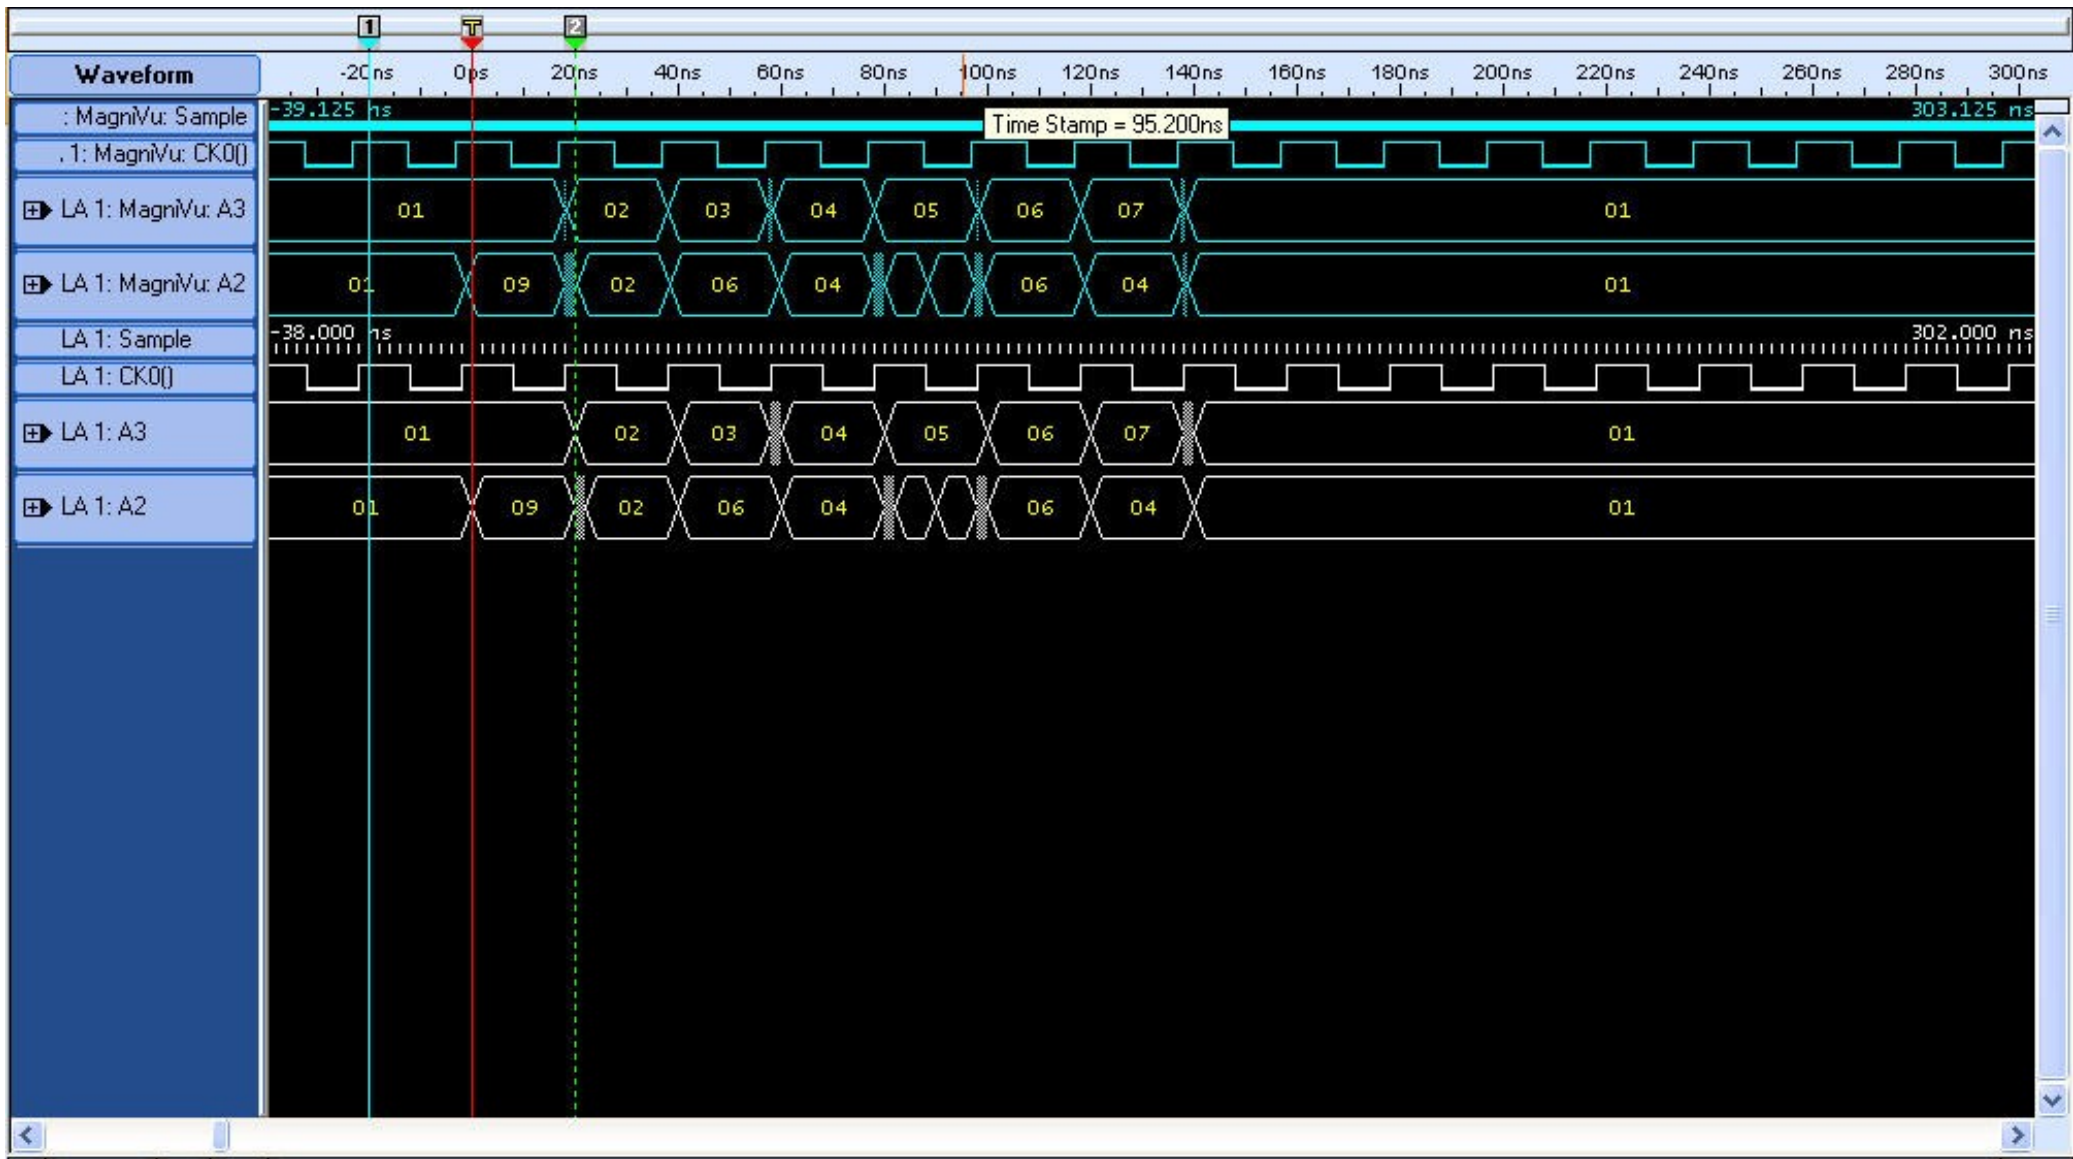 1 T 2
Waveform -20ns 0ps 20ns 40ns 60ns 80ns 100ns 120ns 140ns 160ns 180ns 200ns 220ns 240ns 260ns 280ns 300ns
: MagniVu: Sample -39.125 ns Time Stamp = 95.200ns 303.125 ns
. 1: MagniVu: CK0()
LA 1: MagniVu: A3 01 02 03 04 05 06 07 01
LA 1: MagniVu: A2 01 09 02 06 04 06 04 01
LA 1: Sample -38.000 ns 302.000 ns
LA 1: CK0()
LA 1: A3 01 02 03 04 05 06 07 01
LA 1: A2 01 09 02 06 04 06 04 01